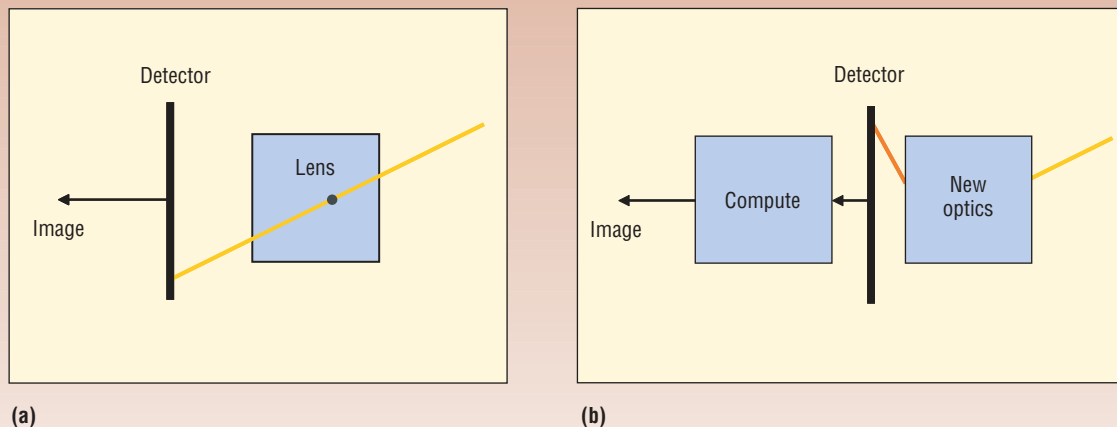 Detector
Lens
Image
(a)
Detector
New
optics
Compute
Image
(b)